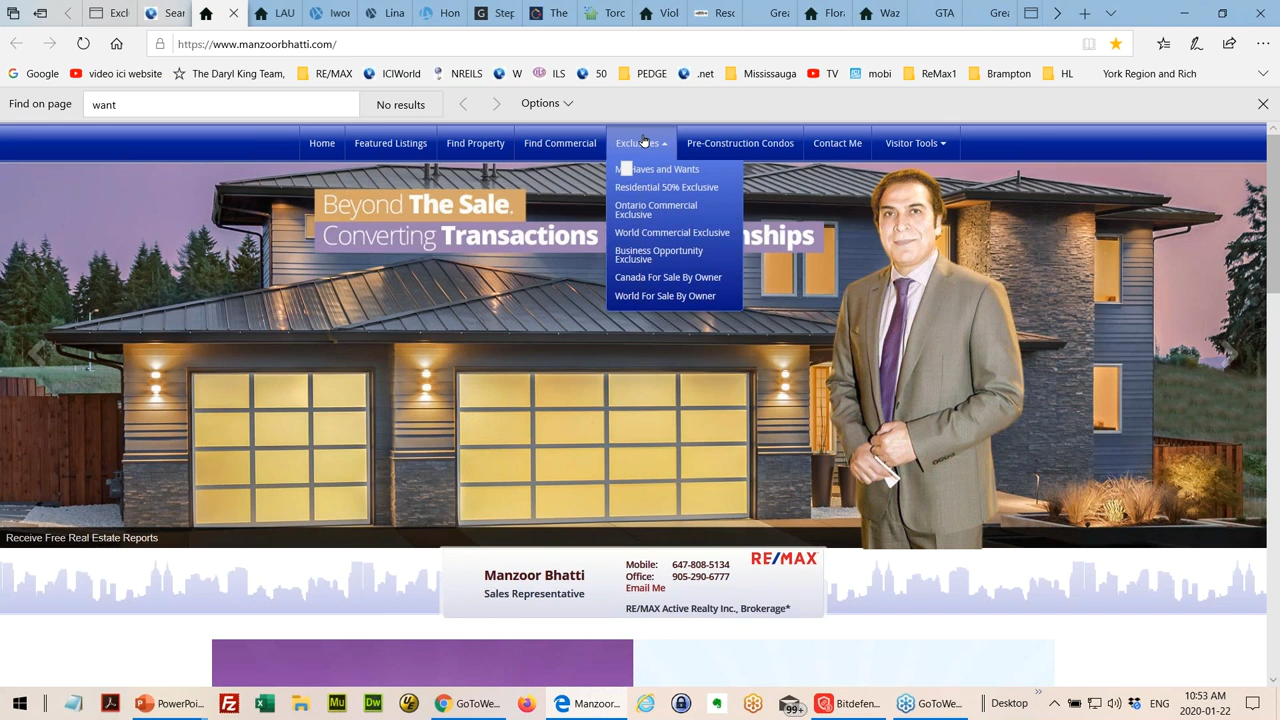 Excl
Sear
LAU
Iwor
Lina
Hon
Step
The
Torc
Viol
Resc
Grea
Flor
Waz
GTA
Grea
https://www.manzoorbhatti.com/
Google
video ici website
The Daryl King Team,
RE/MAX
ICIWorld
NREILS
W
ILS
50
PEDGE
.net
Mississauga
TV
mobi
ReMax1
Brampton
HL
York Region and Rich
Find on page
want
No results
Options
Home
Featured Listings
Find Property
Find Commercial
Pre-Construction Condos
Contact Me
Visitor Tools
Haves and Wants
Residential 50% Exclusive
Ontario Commercial
Exclusive
World Commercial Exclusive
Business Opportunity
Exclusive
Canada For Sale By Owner
World For Sale By Owner
Beyond The Sale.
Converting Transactions
nships
Receive Free Real Estate Reports
Manzoor Bhatti
Sales Representative
Mobile: 647-808-5134
Office: 905-290-6777
Email Me
RE/MAX
RE/MAX Active Realty Inc., Brokerage*
PowerPoi...
Mu
Dw
GoToWe...
Manzoor...
99+
Bitdefen...
GoToWe...
Desktop
ENG
10:53 AM
2020-01-22